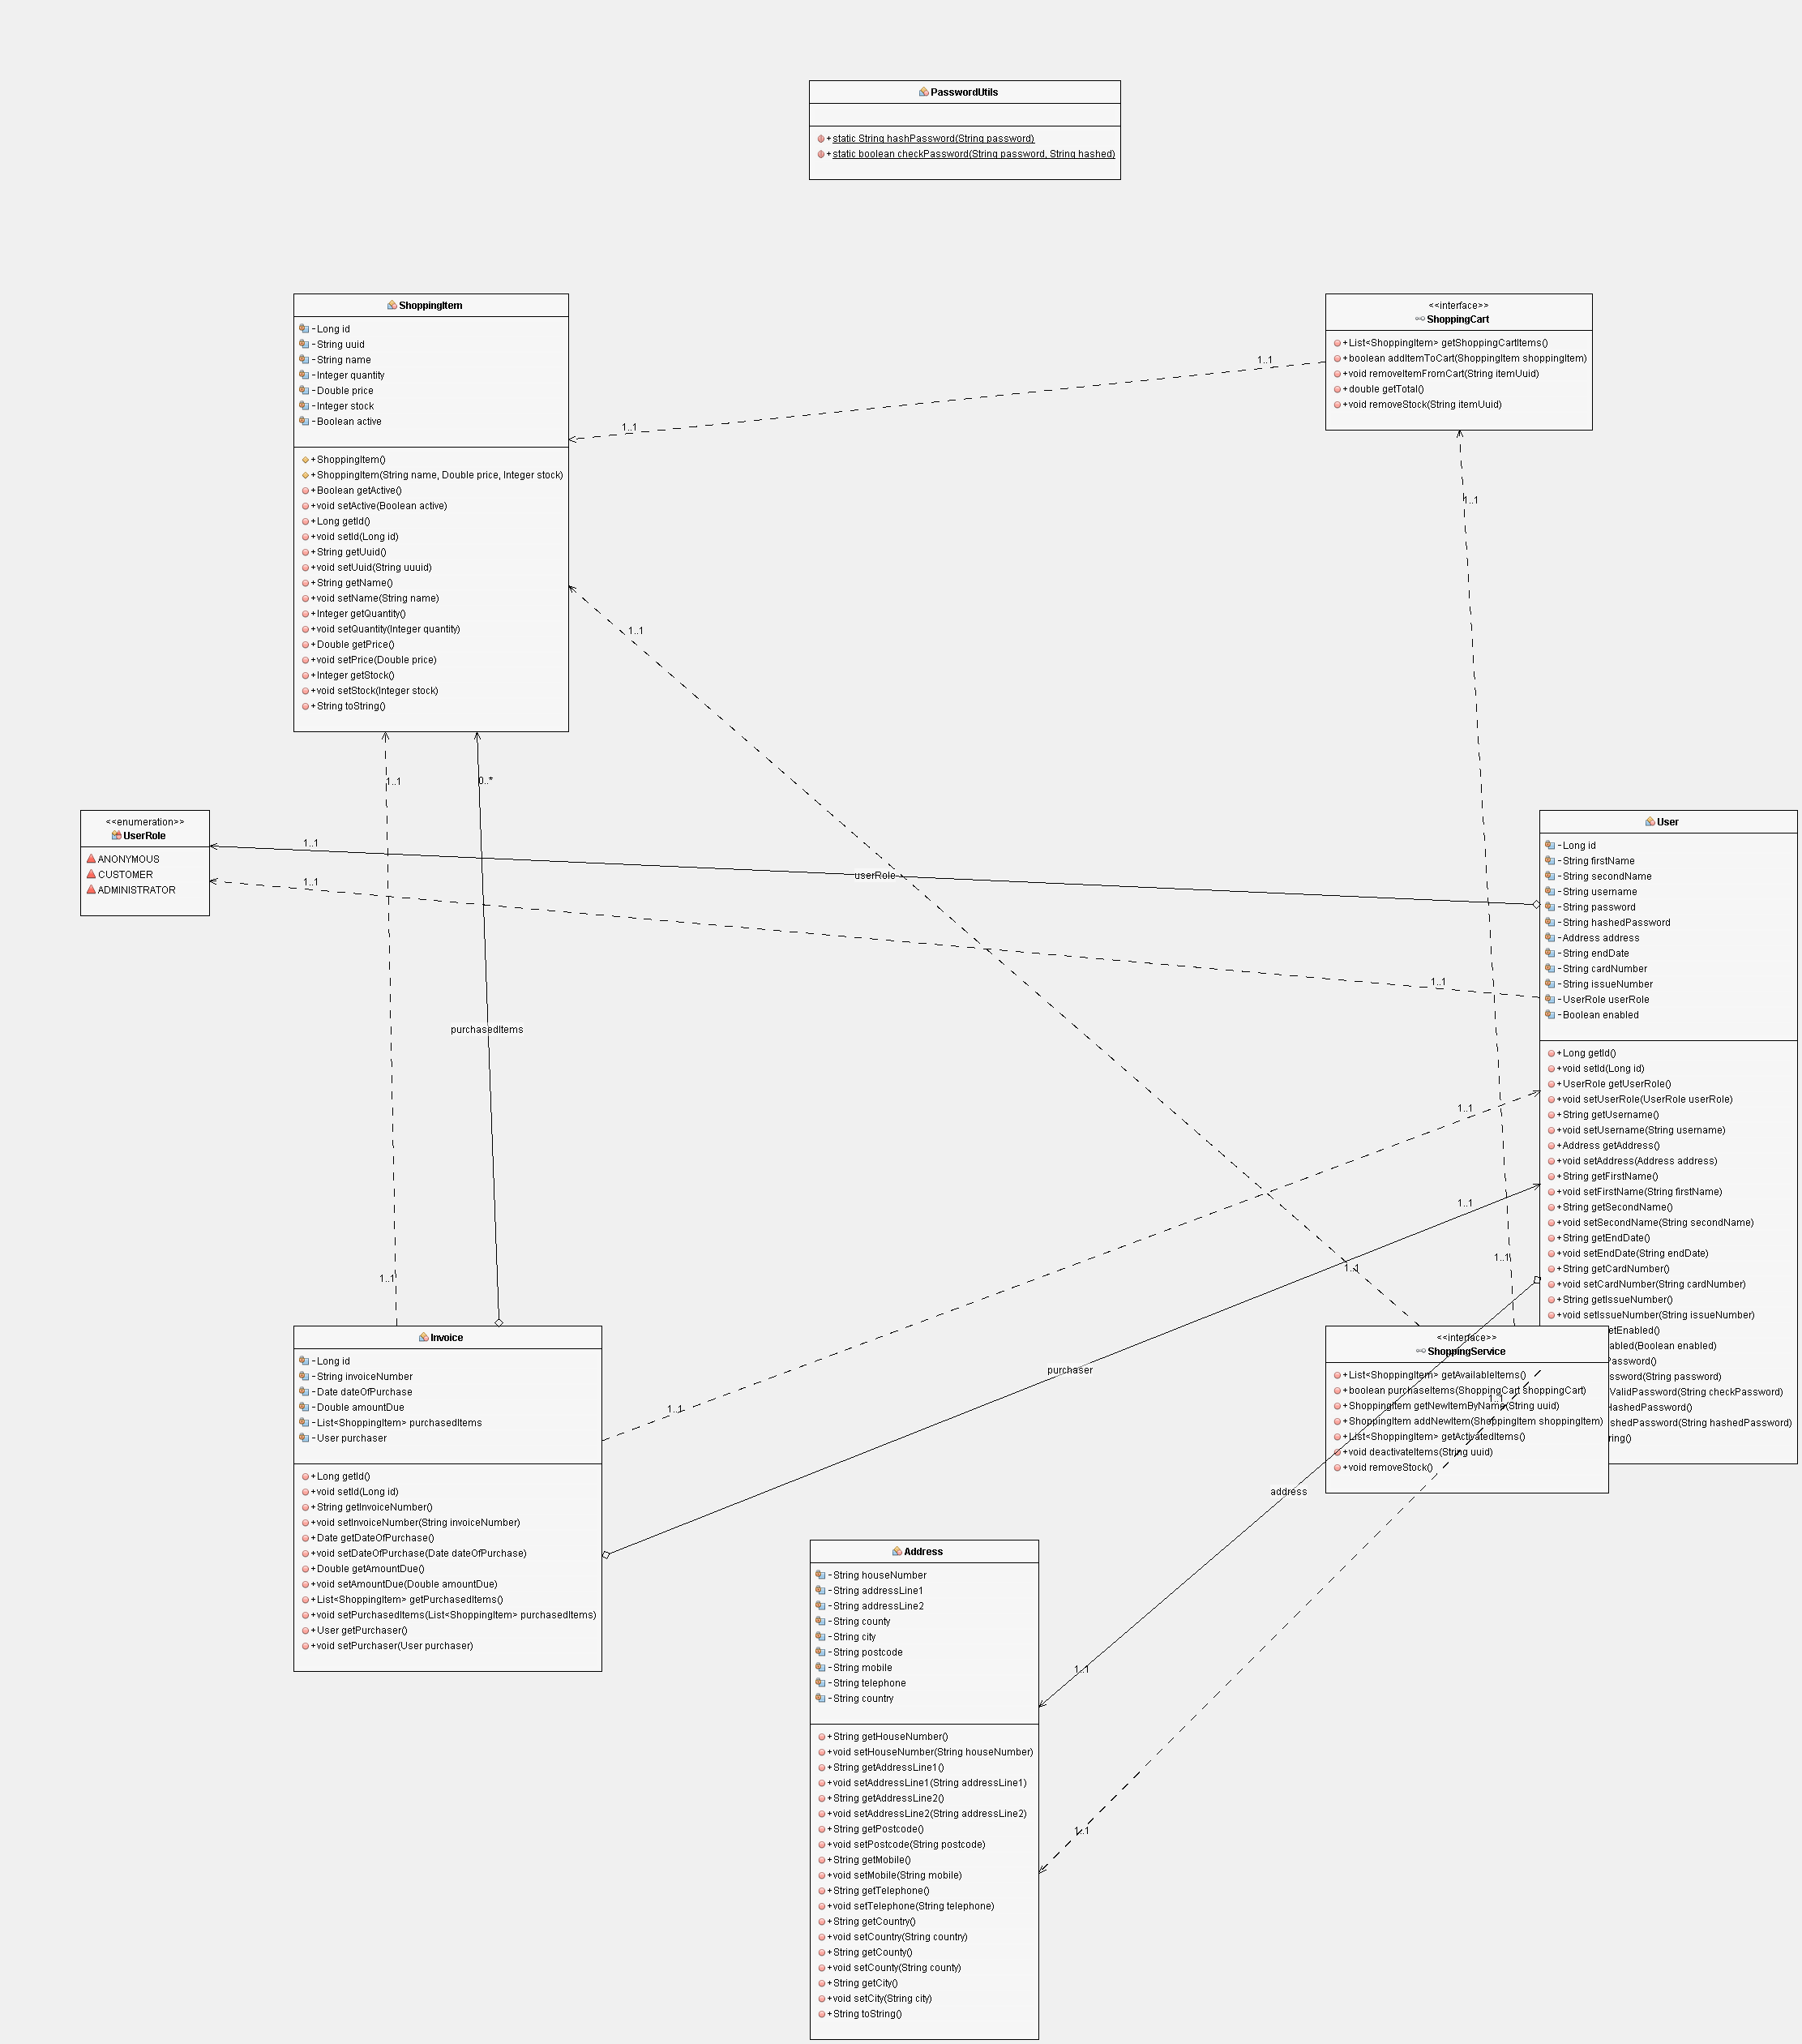 PasswordUtils
+static String hashPassword(String password)
+static boolean checkPassword(String password, String hashed)
ShoppingItem
-Long id
-String uuid
-String name
-Integer quantity
-Double price
-Integer stock
-Boolean active
+ShoppingItem()
+ShoppingItem(String name, Double price, Integer stock)
+Boolean getActive()
+void setActive(Boolean active)
+Long getId()
+void setId(Long id)
+String getUuid()
+void setUuid(String uuuid)
+String getName()
+void setName(String name)
+Integer getQuantity()
+void setQuantity(Integer quantity)
+Double getPrice()
+void setPrice(Double price)
+Integer getStock()
+void setStock(Integer stock)
+String toString()
<<interface>>
ShoppingCart
+List<ShoppingItem> getShoppingCartItems()
+boolean addItemToCart(ShoppingItem shoppingItem)
+void removeItemFromCart(String itemUuid)
+double getTotal()
+void removeStock(String itemUuid)
1..1
1..1
1..1
1..1
1..1
0..*
<<enumeration>>
UserRole
ANONYMOUS
CUSTOMER
ADMINISTRATOR
1..1
userRole
1..1
1..1
purchasedItems
User
-Long id
-String firstName
-String secondName
-String username
-String password
-String hashedPassword
-Address address
-String endDate
-String cardNumber
-String issueNumber
-UserRole userRole
-Boolean enabled
+Long getId()
+void setId(Long id)
+UserRole getUserRole()
+void setUserRole(UserRole userRole)
+String getUsername()
+void setUsername(String username)
+Address getAddress()
+void setAddress(Address address)
+String getFirstName()
+void setFirstName(String firstName)
+String getSecondName()
+void setSecondName(String secondName)
+String getEndDate()
+void setEndDate(String endDate)
+String getCardNumber()
+void setCardNumber(String cardNumber)
+String getIssueNumber()
+void setIssueNumber(String issueNumber)
etEnabled()
abled(Boolean enabled)
Password()
ssword(String password)
ValidPassword(String checkPassword)
HashedPassword()
shedPassword(String hashedPassword)
ring()
1..1
1..1
1..1
1..1
1..1
purchaser
1..1
Invoice
-Long id
-String invoiceNumber
-Date dateOfPurchase
-Double amountDue
-List<ShoppingItem> purchasedItems
-User purchaser
+Long getId()
+void setId(Long id)
+String getInvoiceNumber()
+void setInvoiceNumber(String invoiceNumber)
+Date getDateOfPurchase()
+void setDateOfPurchase(Date dateOfPurchase)
+Double getAmountDue()
+void setAmountDue(Double amountDue)
+List<ShoppingItem> getPurchasedItems()
+void setPurchasedItems(List<ShoppingItem> purchasedItems)
+User getPurchaser()
+void setPurchaser(User purchaser)
<<interface>>
ShoppingService
+List<ShoppingItem> getAvailableItems()
+boolean purchaseItems(ShoppingCart shoppingCart)
+ShoppingItem getNewItemByName(String uuid)
+ShoppingItem addNewItem(ShoppingItem shoppingItem)
+List<ShoppingItem> getActivatedItems()
+void deactivateItems(String uuid)
+void removeStock()
1..1
address
1..1
1..1
Address
-String houseNumber
-String addressLine1
-String addressLine2
-String county
-String city
-String postcode
-String mobile
-String telephone
-String country
+String getHouseNumber()
+void setHouseNumber(String houseNumber)
+String getAddressLine1()
+void setAddressLine1(String addressLine1)
+String getAddressLine2()
+void setAddressLine2(String addressLine2)
+String getPostcode()
+void setPostcode(String postcode)
+String getMobile()
+void setMobile(String mobile)
+String getTelephone()
+void setTelephone(String telephone)
+String getCountry()
+void setCountry(String country)
+String getCounty()
+void setCounty(String county)
+String getCity()
+void setCity(String city)
+String toString()